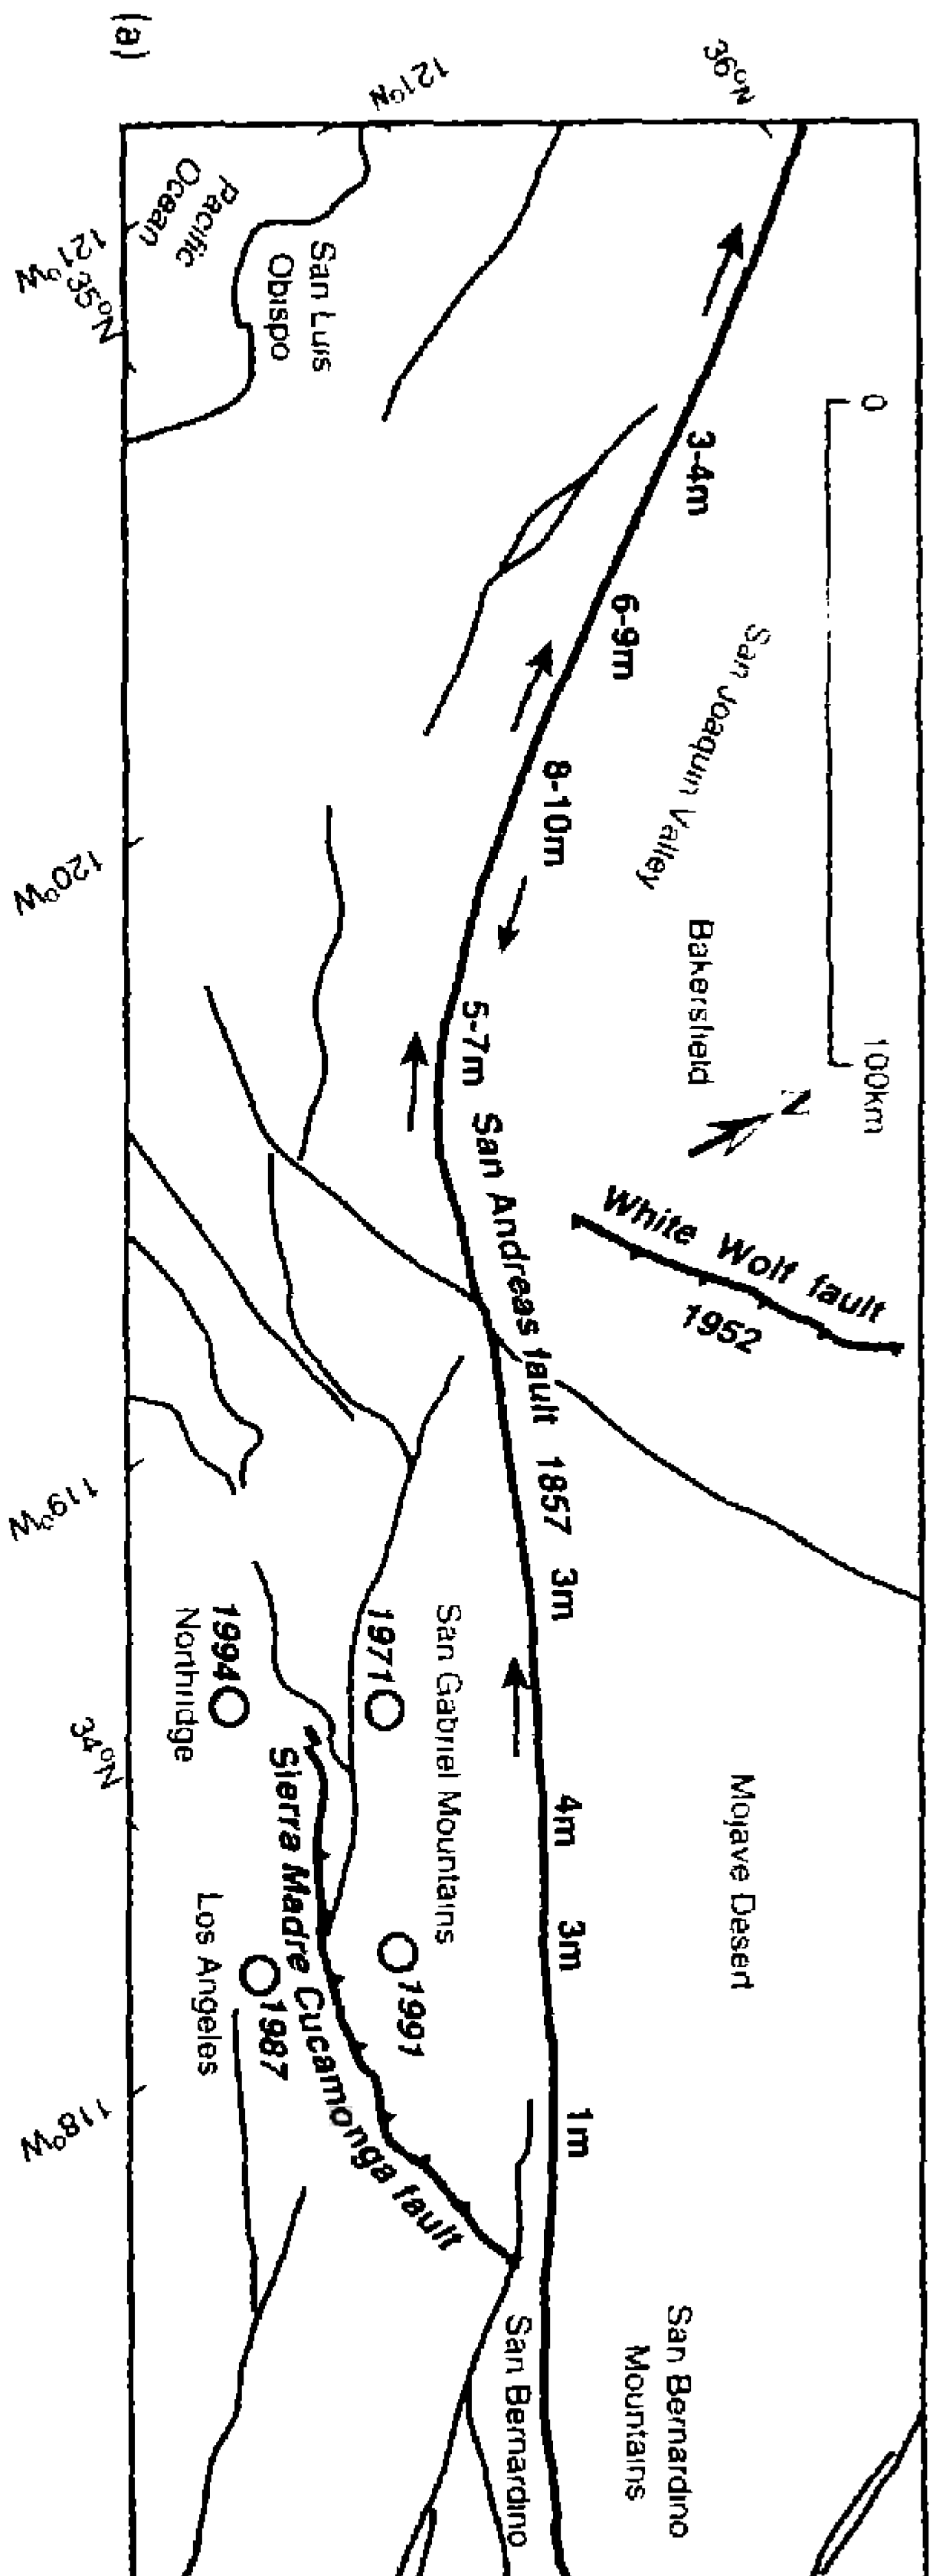 (a)
36°N
121°N
Pacific
Ocean
121°
W
35°
N
San Luis
Obispo
0
100km
3-4m
6-9m
8-10m
5-7m
San Joaquin Valley
Bakersfield
N
White Wolf fault
1952
San Andreas fault 1857
3m
4m
3m
1m
120°W
119°W
34°N
118°W
San Gabriel Mountains
1971
1994
Northridge
Sierra Madre Cucamonga fault
1991
1987
Los Angeles
Mojave Desert
San Bernardino
Mountains
San Bernardino